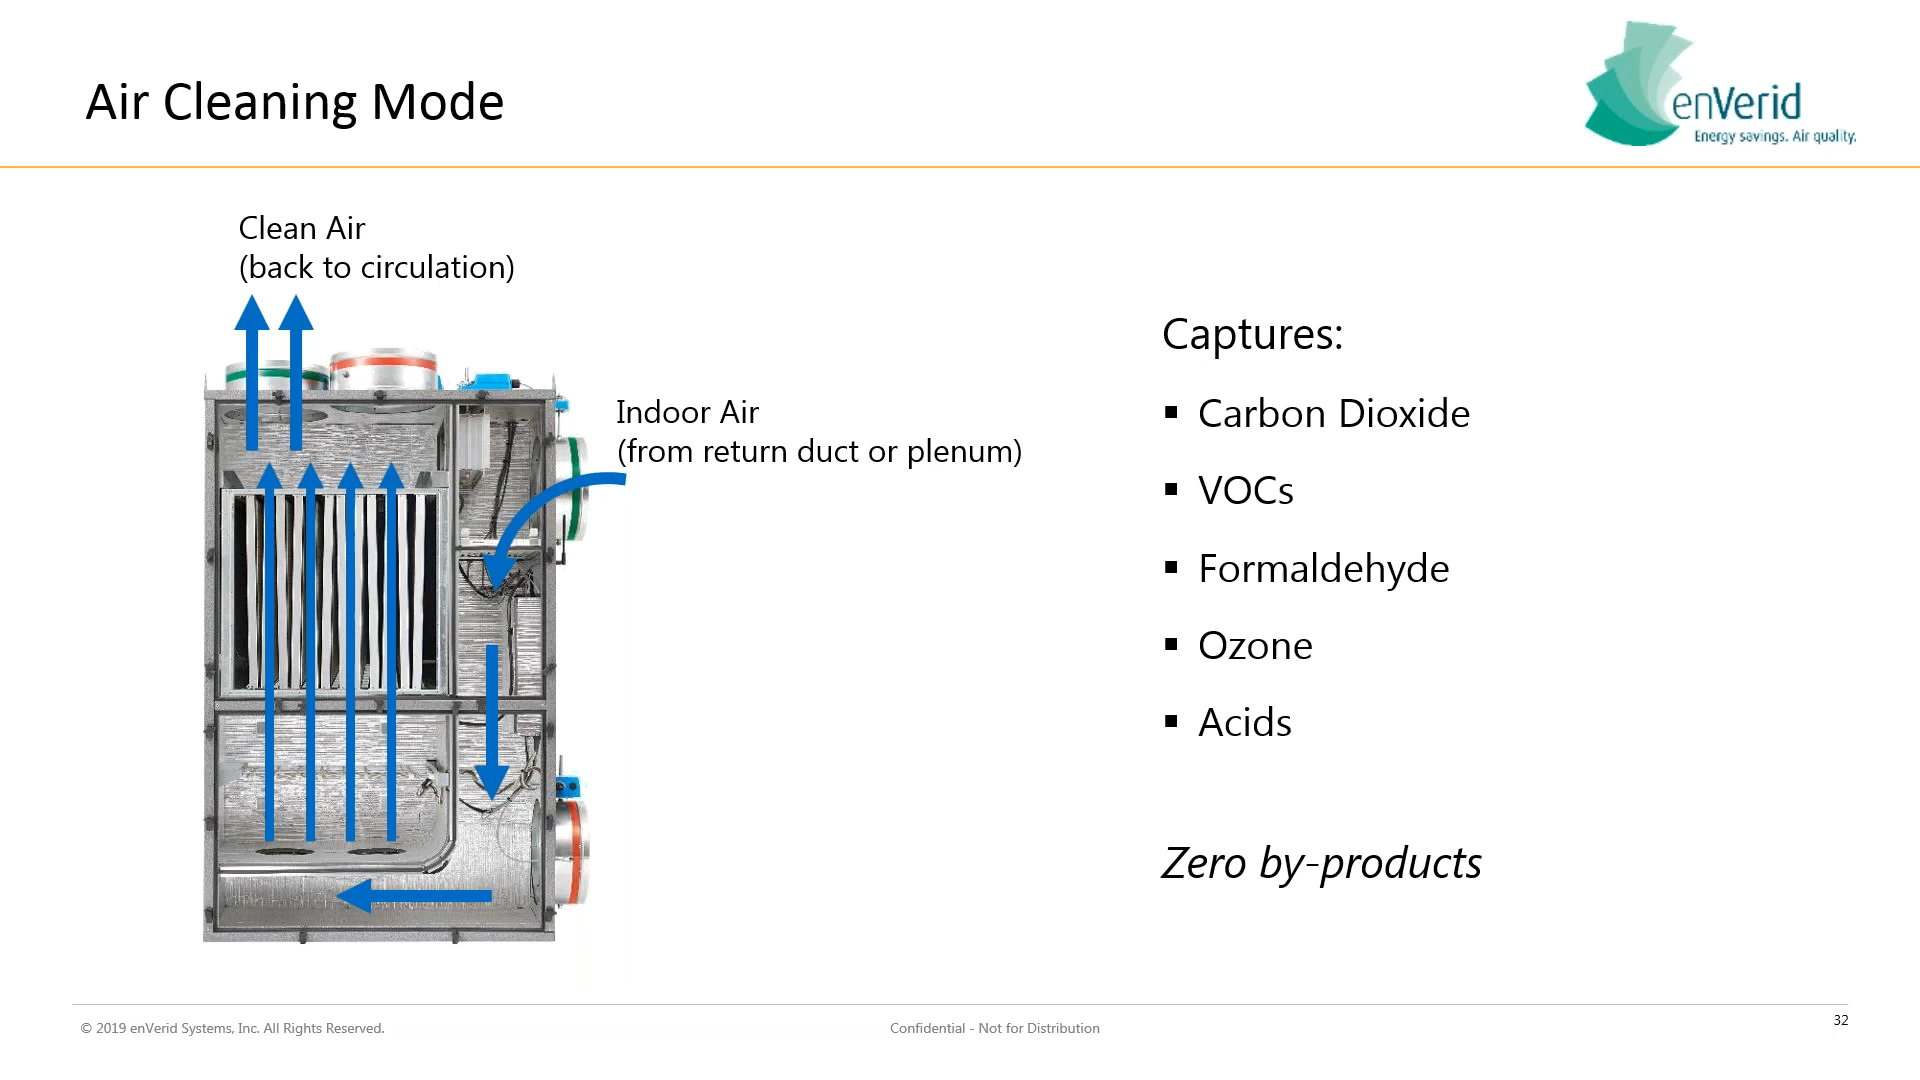 Air Cleaning Mode
enVerid
Energy savings. Air quality.
Clean Air
(back to circulation)
Indoor Air
(from return duct or plenum)
Captures:
▪ Carbon Dioxide
▪ VOCs
▪ Formaldehyde
▪ Ozone
▪ Acids
Zero by-products
© 2019 enVerid Systems, Inc. All Rights Reserved.
Confidential - Not for Distribution
32